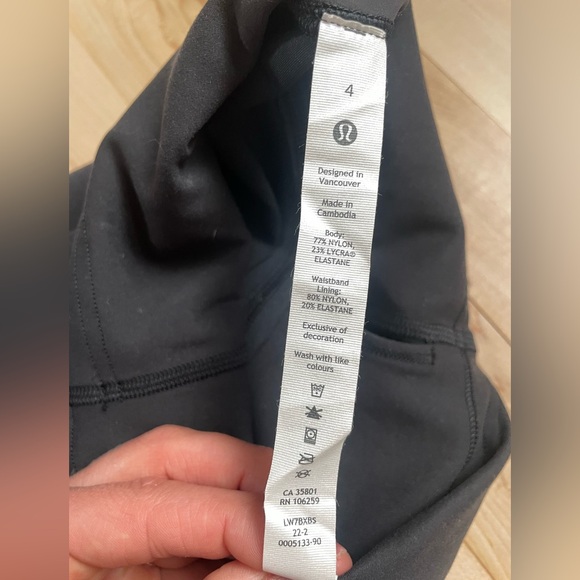 4
Designed in
Vancouver
Made in
Cambodia
Body:
77% NYLON,
23% LYCRA®
ELASTANE
Waistband
Lining:
80% NYLON,
20% ELASTANE
Exclusive of
decoration
Wash with like
colours
CA 35801
RN 106259
LW7BXBS
22-2
0005133-90